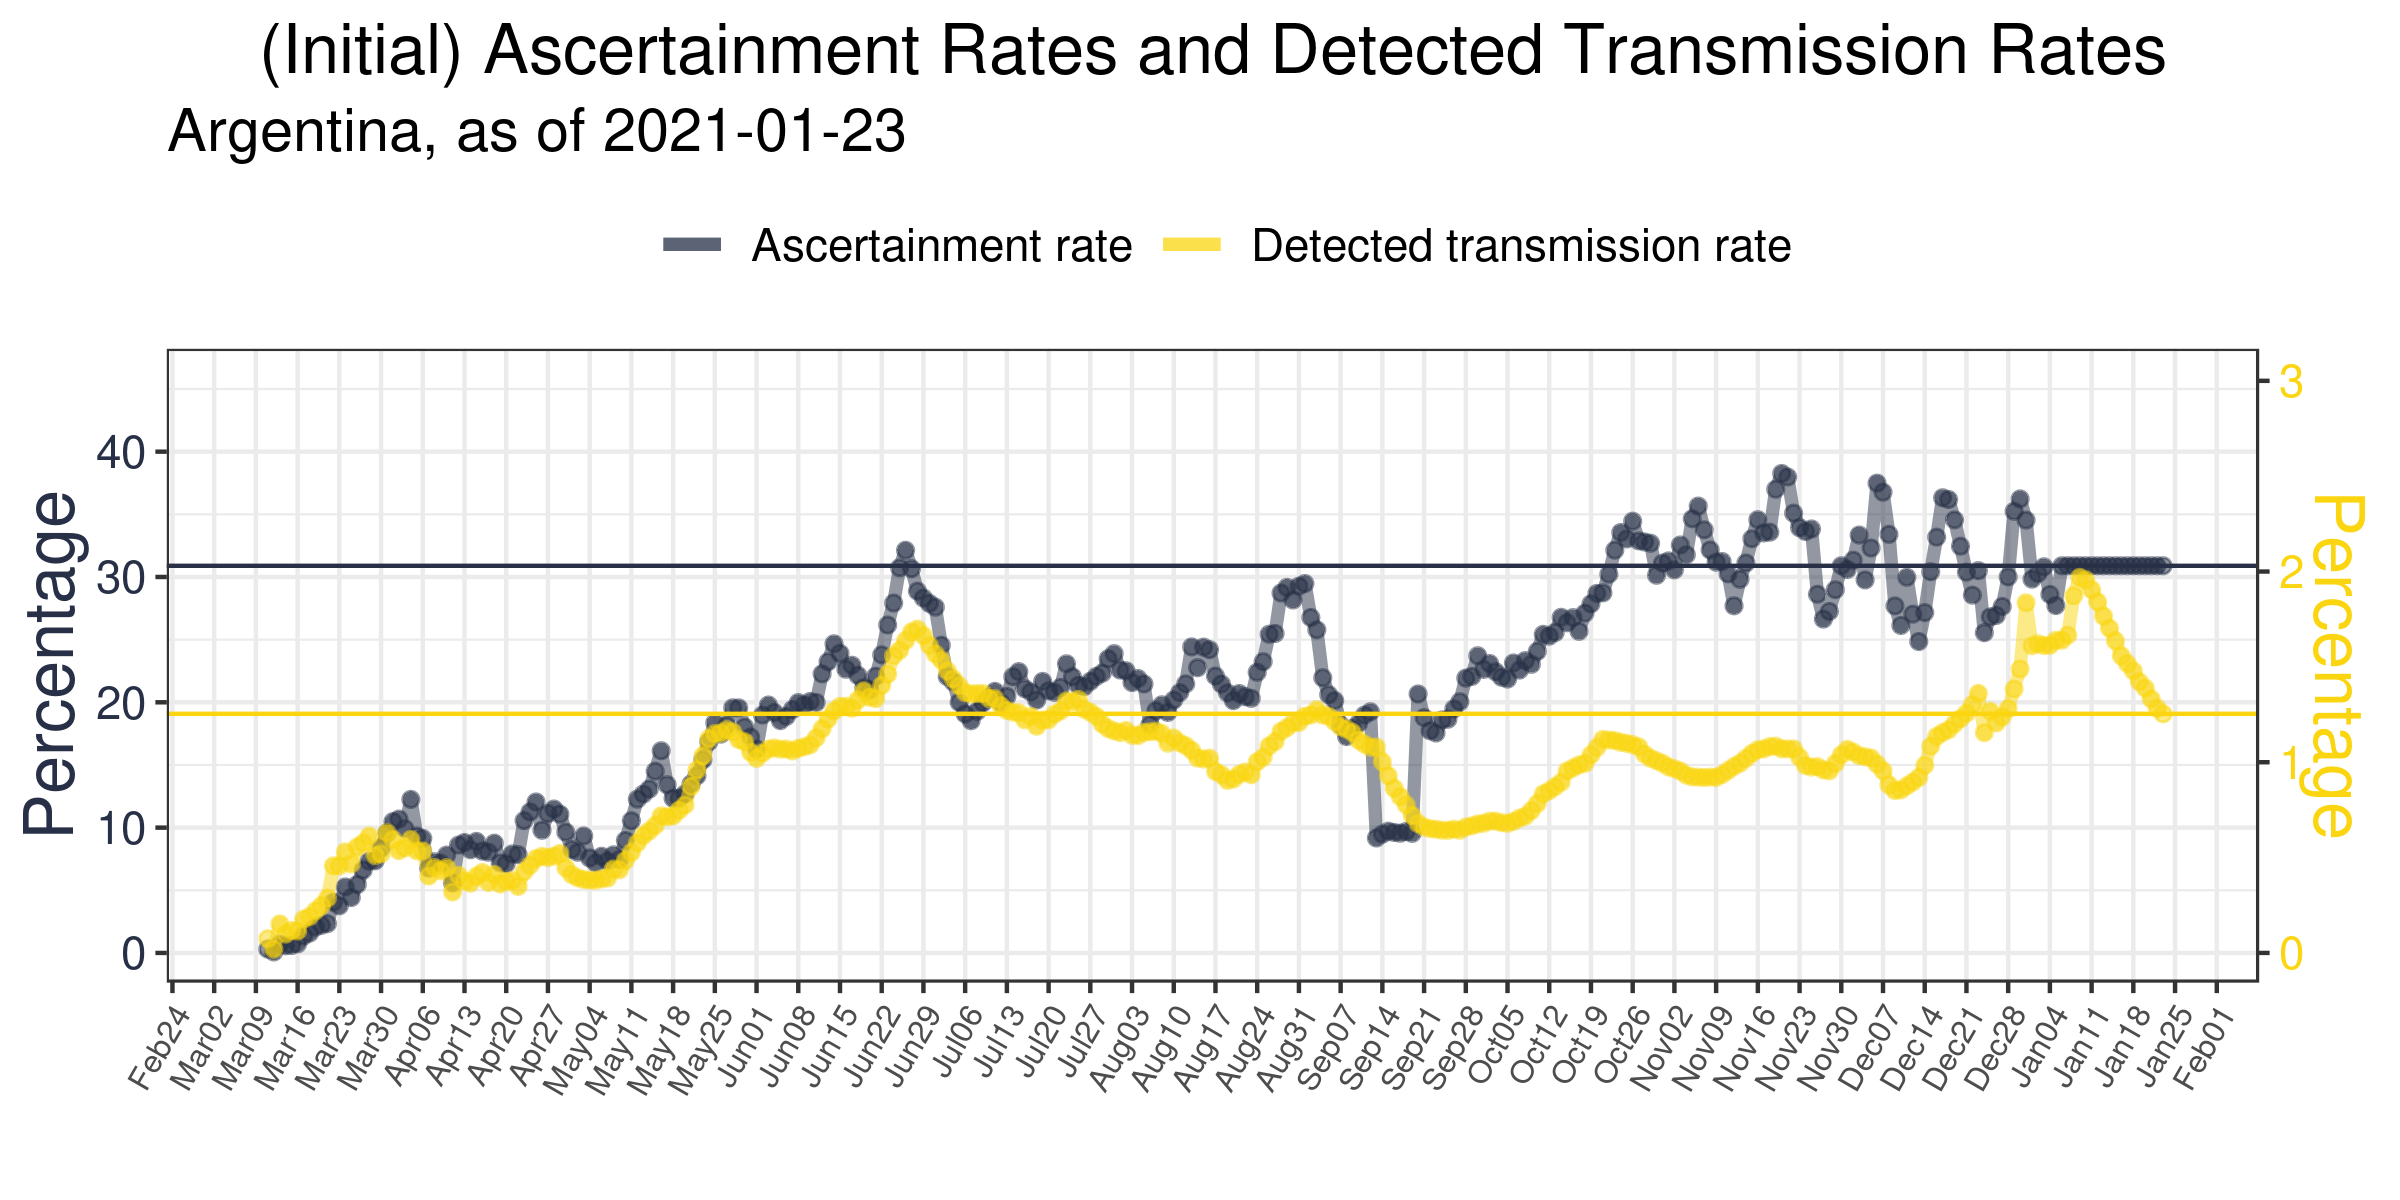 (Initial) Ascertainment Rates and Detected Transmission Rates
Argentina, as of 2021-01-23
Ascertainment rate
Detected transmission rate
Percentage
40
30
20
10
0
3
2
1
0
Percentage
Feb24
Mar02
Mar09
Mar16
Mar23
Mar30
Apr06
Apr13
Apr20
Apr27
May04
May11
May18
May25
Jun01
Jun08
Jun15
Jun22
Jun29
Jul06
Jul13
Jul20
Jul27
Aug03
Aug10
Aug17
Aug24
Aug31
Sep07
Sep14
Sep21
Sep28
Oct05
Oct12
Oct19
Oct26
Nov02
Nov09
Nov16
Nov23
Nov30
Dec07
Dec14
Dec21
Dec28
Jan04
Jan11
Jan18
Jan25
Feb01